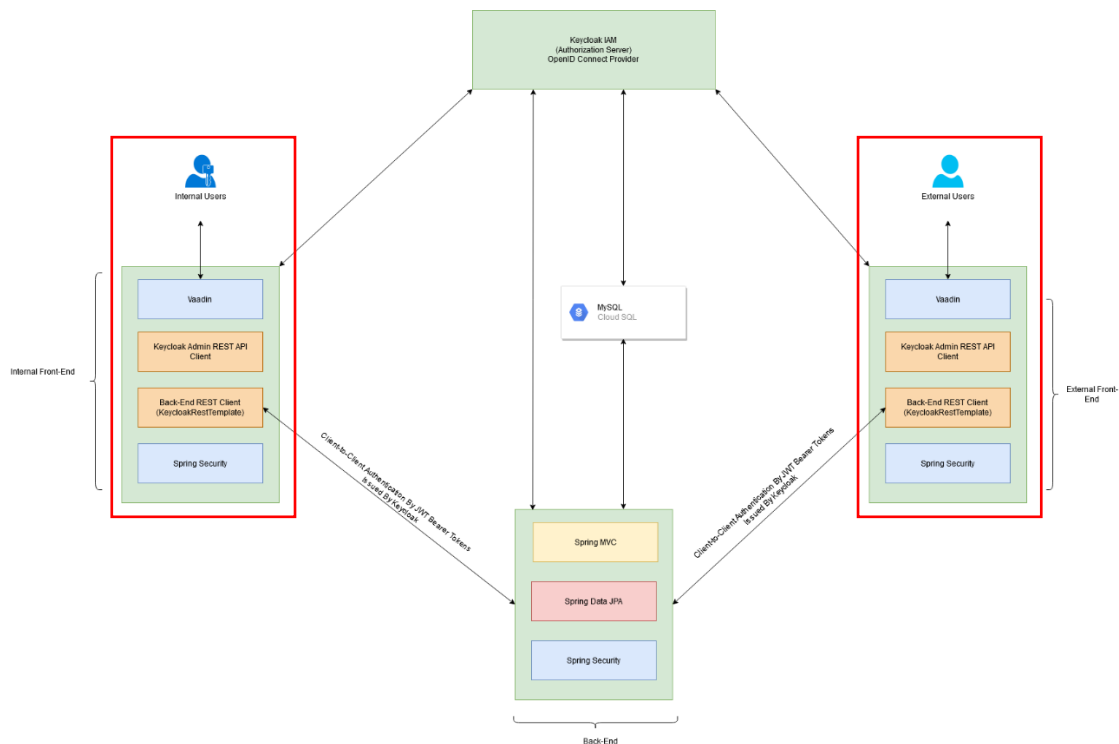 Keycloak IAM
(Authorization Server)
OpenID Connect Provider
Internal Users
External Users
Vaadin
Keycloak Admin REST API
Client
Back-End REST Client
(KeycloakRestTemplate)
Spring Security
Internal Front-End
MySQL
Cloud SQL
Vaadin
Keycloak Admin REST API
Client
Back-End REST Client
(KeycloakRestTemplate)
Spring Security
External Front-
End
Client-to-Client Authentication By JWT Bearer Tokens
Issued By Keycloak
Client-to-Client Authentication By JWT Bearer Tokens
Issued By Keycloak
Spring MVC
Spring Data JPA
Spring Security
Back-End